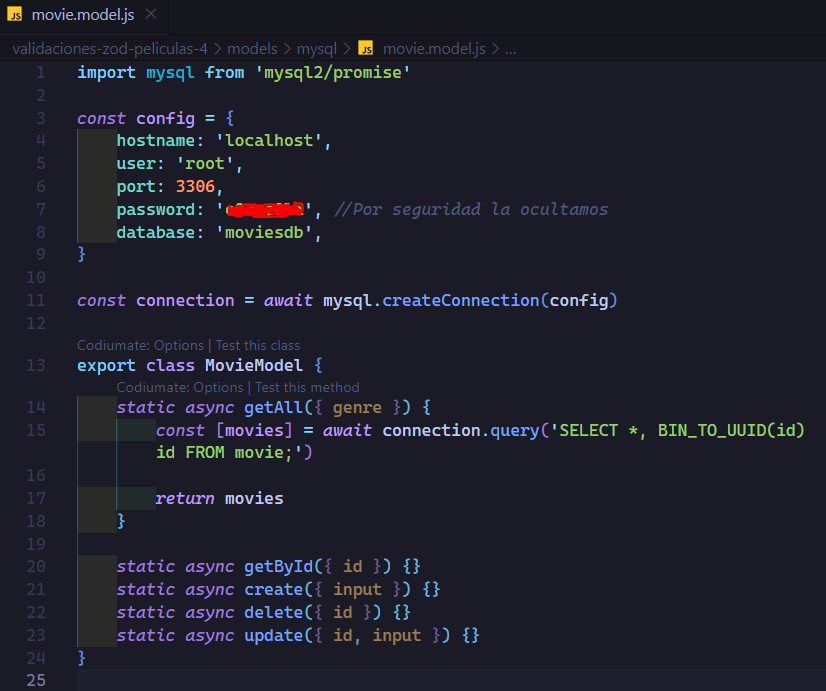 JS movie.model.js ×
validaciones-zod-peliculas-4 > models > mysql > JS movie.model.js > ...
1 import mysql from 'mysql2/promise'
2
3 const config = {
4 hostname: 'localhost',
5 user: 'root',
6 port: 3306,
7 password: '', //Por seguridad la ocultamos
8 database: 'moviesdb',
9 }
10
11 const connection = await mysql.createConnection(config)
12
Codiumate: Options | Test this class
13 export class MovieModel {
Codiumate: Options | Test this method
14 static async getAll({ genre }) {
15 const [movies] = await connection.query('SELECT *, BIN_TO_UUID(id)
id FROM movie;')
16
17 return movies
18 }
19
20 static async getById({ id }) {}
21 static async create({ input }) {}
22 static async delete({ id }) {}
23 static async update({ id, input }) {}
24 }
25